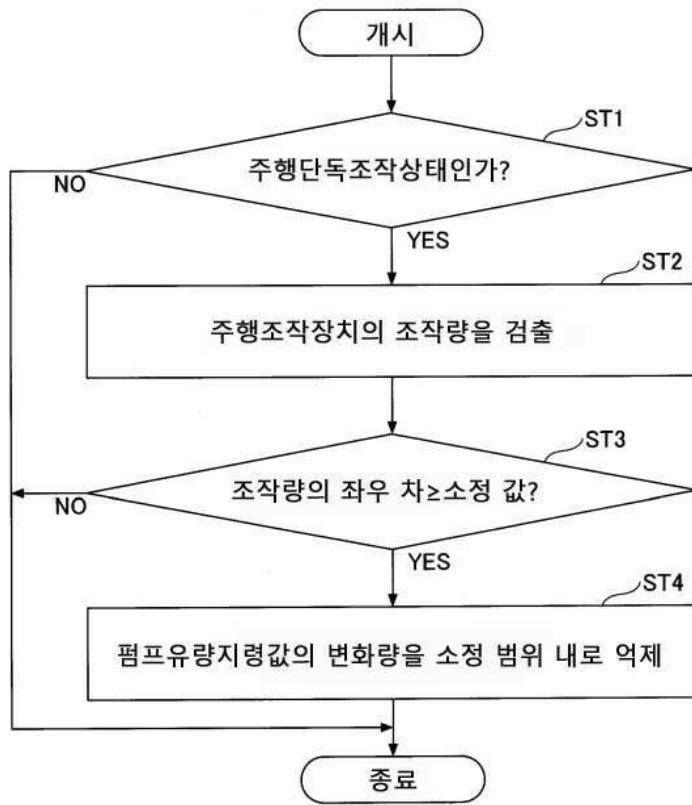 개시
ST1
주행단독조작상태인가?
NO
YES
ST2
주행조작장치의 조작량을 검출
ST3
조작량의 좌우 차≥소정 값?
NO
YES
ST4
펌프유량지령값의 변화량을 소정 범위 내로 억제
종료